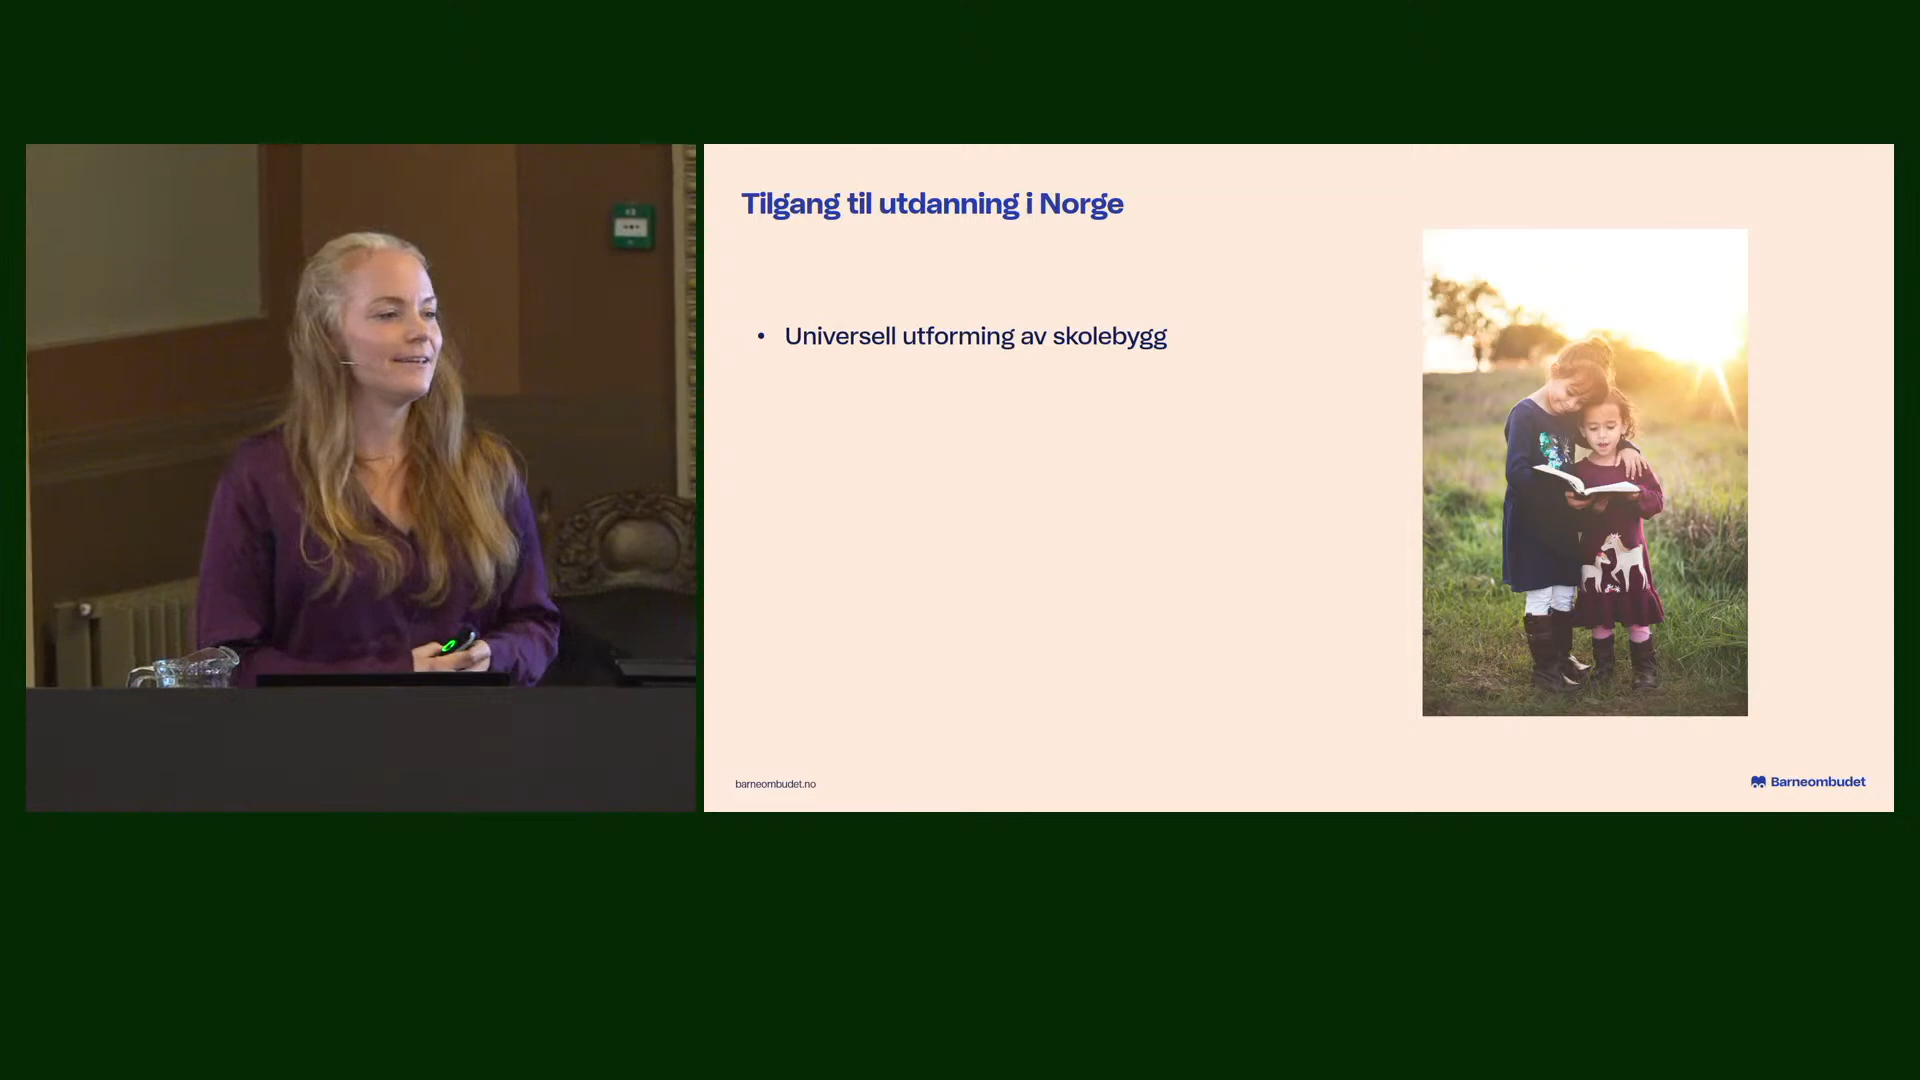 Tilgang til utdanning i Norge
• Universell utforming av skolebygg
barneombudet.no
Barneombudet